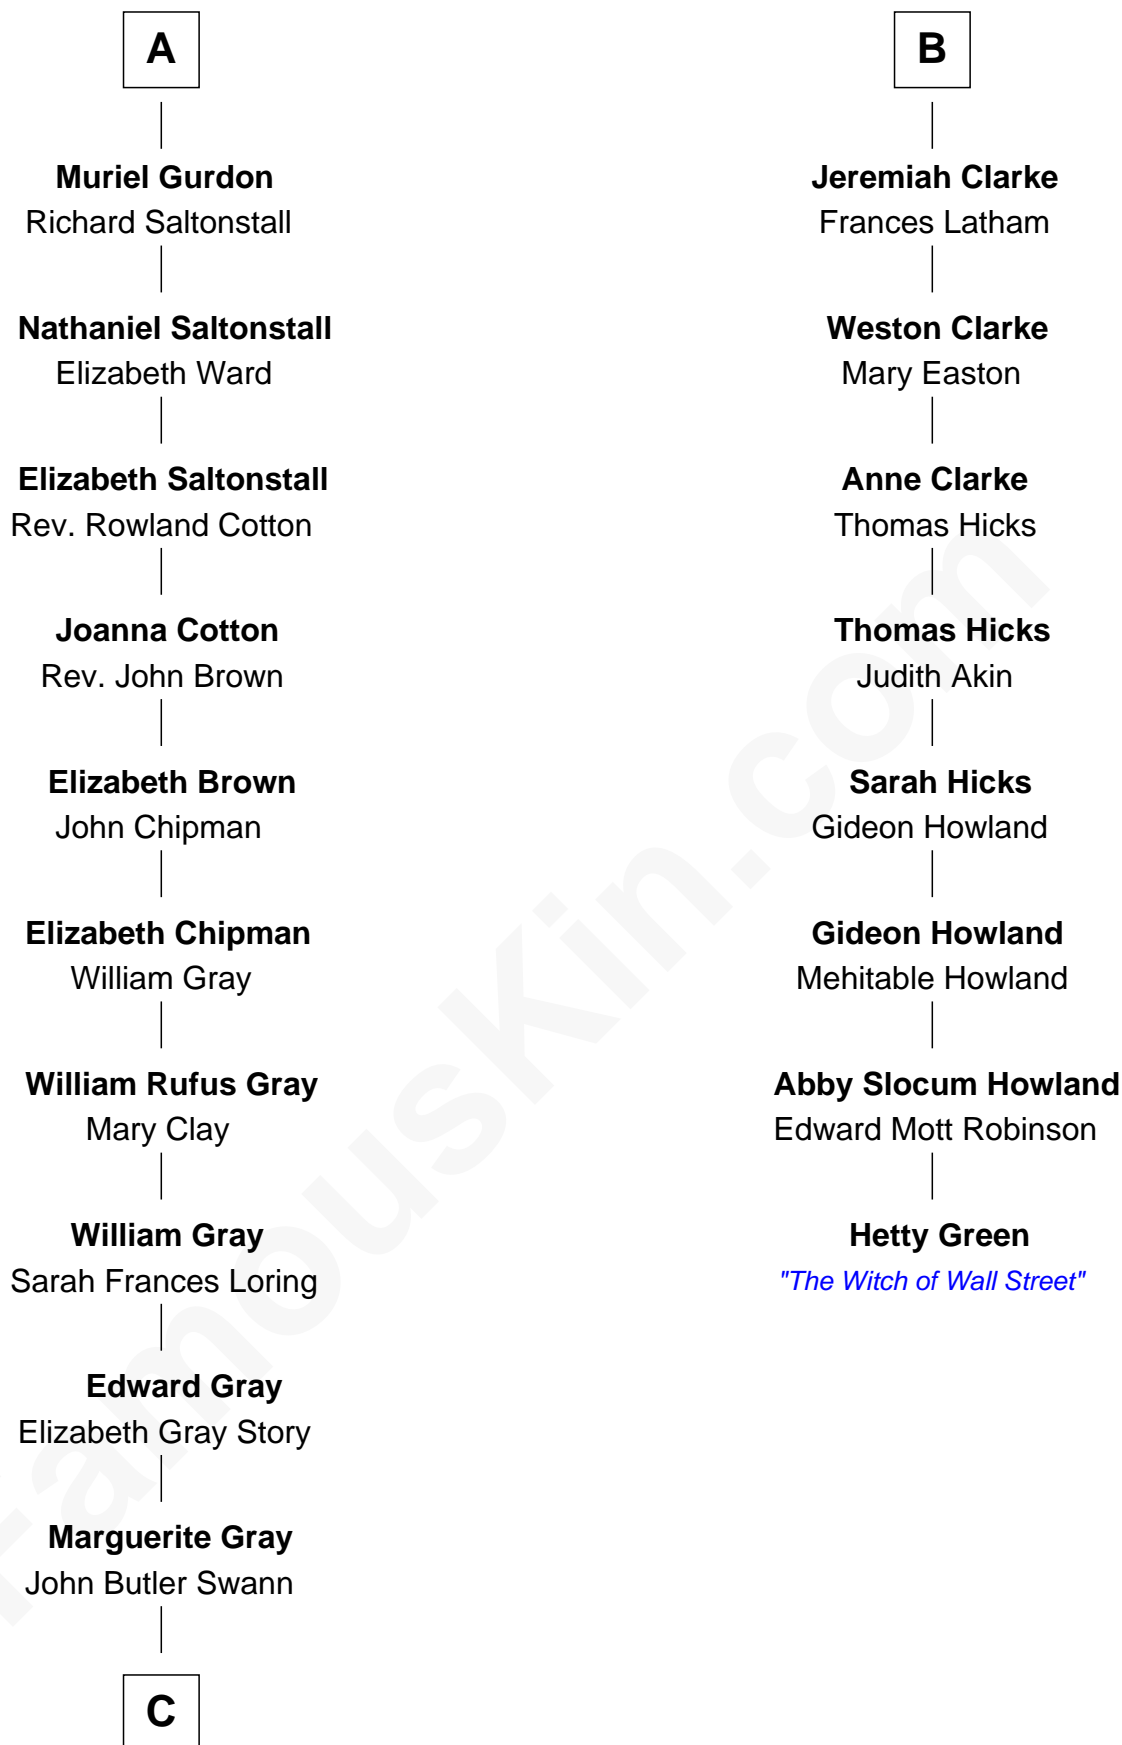 A
Muriel Gurdon
Richard Saltonstall
Nathaniel Saltonstall
Elizabeth Ward
Elizabeth Saltonstall
Rev. Rowland Cotton
Joanna Cotton
Rev. John Brown
Elizabeth Brown
John Chipman
Elizabeth Chipman
William Gray
William Rufus Gray
Mary Clay
William Gray
Sarah Frances Loring
Edward Gray
Elizabeth Gray Story
Marguerite Gray
John Butler Swann
C
B
Jeremiah Clarke
Frances Latham
Weston Clarke
Mary Easton
Anne Clarke
Thomas Hicks
Thomas Hicks
Judith Akin
Sarah Hicks
Gideon Howland
Gideon Howland
Mehitable Howland
Abby Slocum Howland
Edward Mott Robinson
Hetty Green
"The Witch of Wall Street"
FamousKin.com